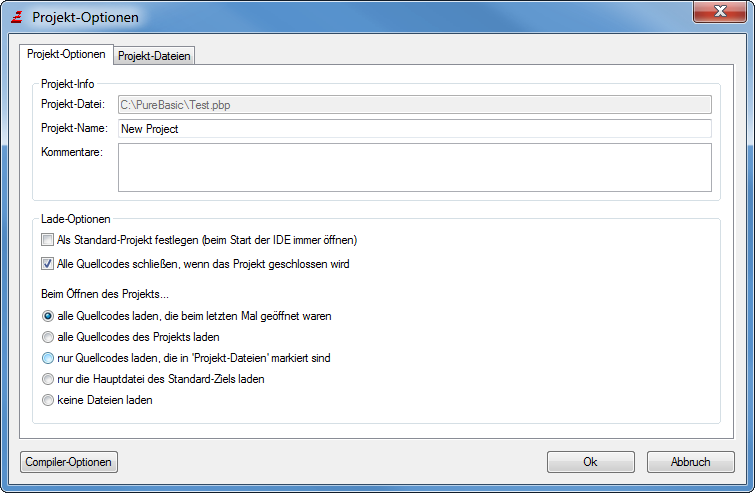 Projekt-Optionen
Projekt-Optionen
Projekt-Dateien
Projekt-Info
Projekt-Datei: C:\PureBasic\Test.pbp
Projekt-Name: New Project
Kommentare:
Lade-Optionen
Als Standard-Projekt festlegen (beim Start der IDE immer öffnen)
Alle Quellcodes schließen, wenn das Projekt geschlossen wird
Beim Öffnen des Projekts...
alle Quellcodes laden, die beim letzten Mal geöffnet waren
alle Quellcodes des Projekts laden
nur Quellcodes laden, die in 'Projekt-Dateien' markiert sind
nur die Hauptdatei des Standard-Ziels laden
keine Dateien laden
Compiler-Optionen
Ok
Abbruch